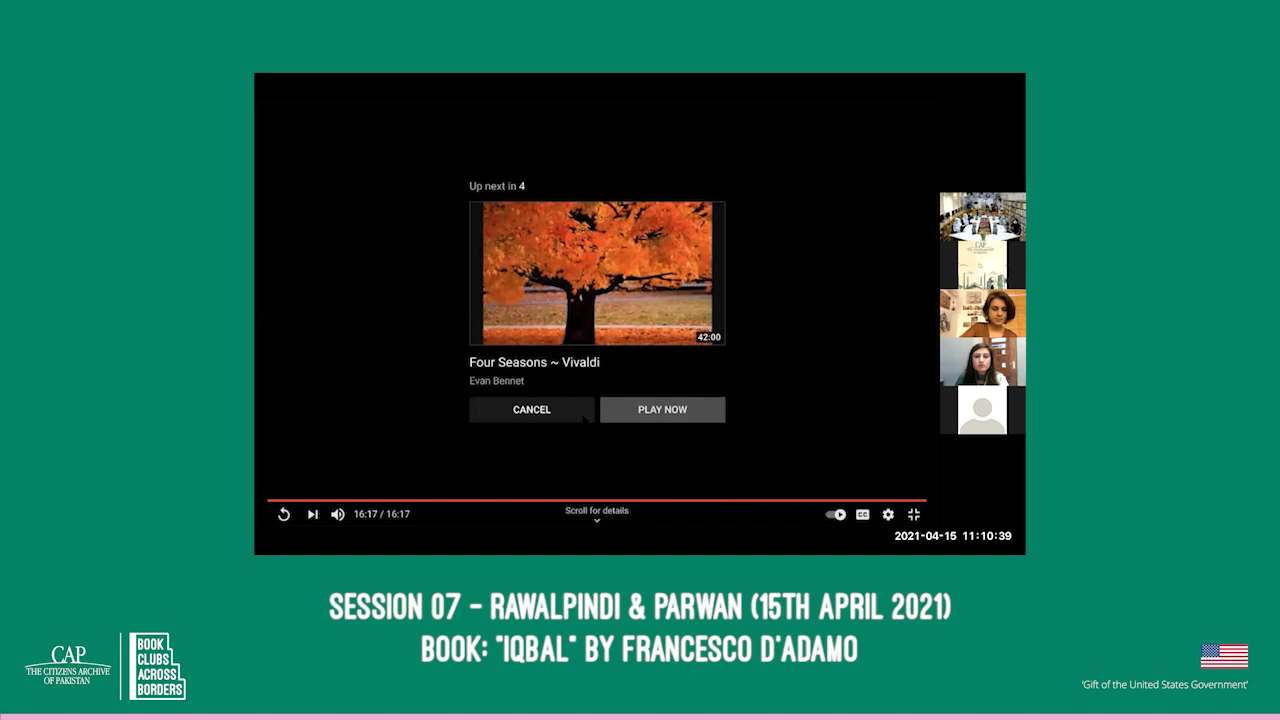 Up next in 4
42:00
Four Seasons ~ Vivaldi
Evan Bennet
CANCEL
PLAY NOW
16:17 / 16:17
Scroll for details
CC
2021-04-15 11:10:39
CAP
SESSION 07 - RAWALPINDI & PARWAN (15TH APRIL 2021)
BOOK: "IQBAL" BY FRANCESCO D'ADAMO
CAP
THE CITIZENS ARCHIVE
OF PAKISTAN
BOOK
CLUBS
ACROSS
BORDERS
'Gift of the United States Government'